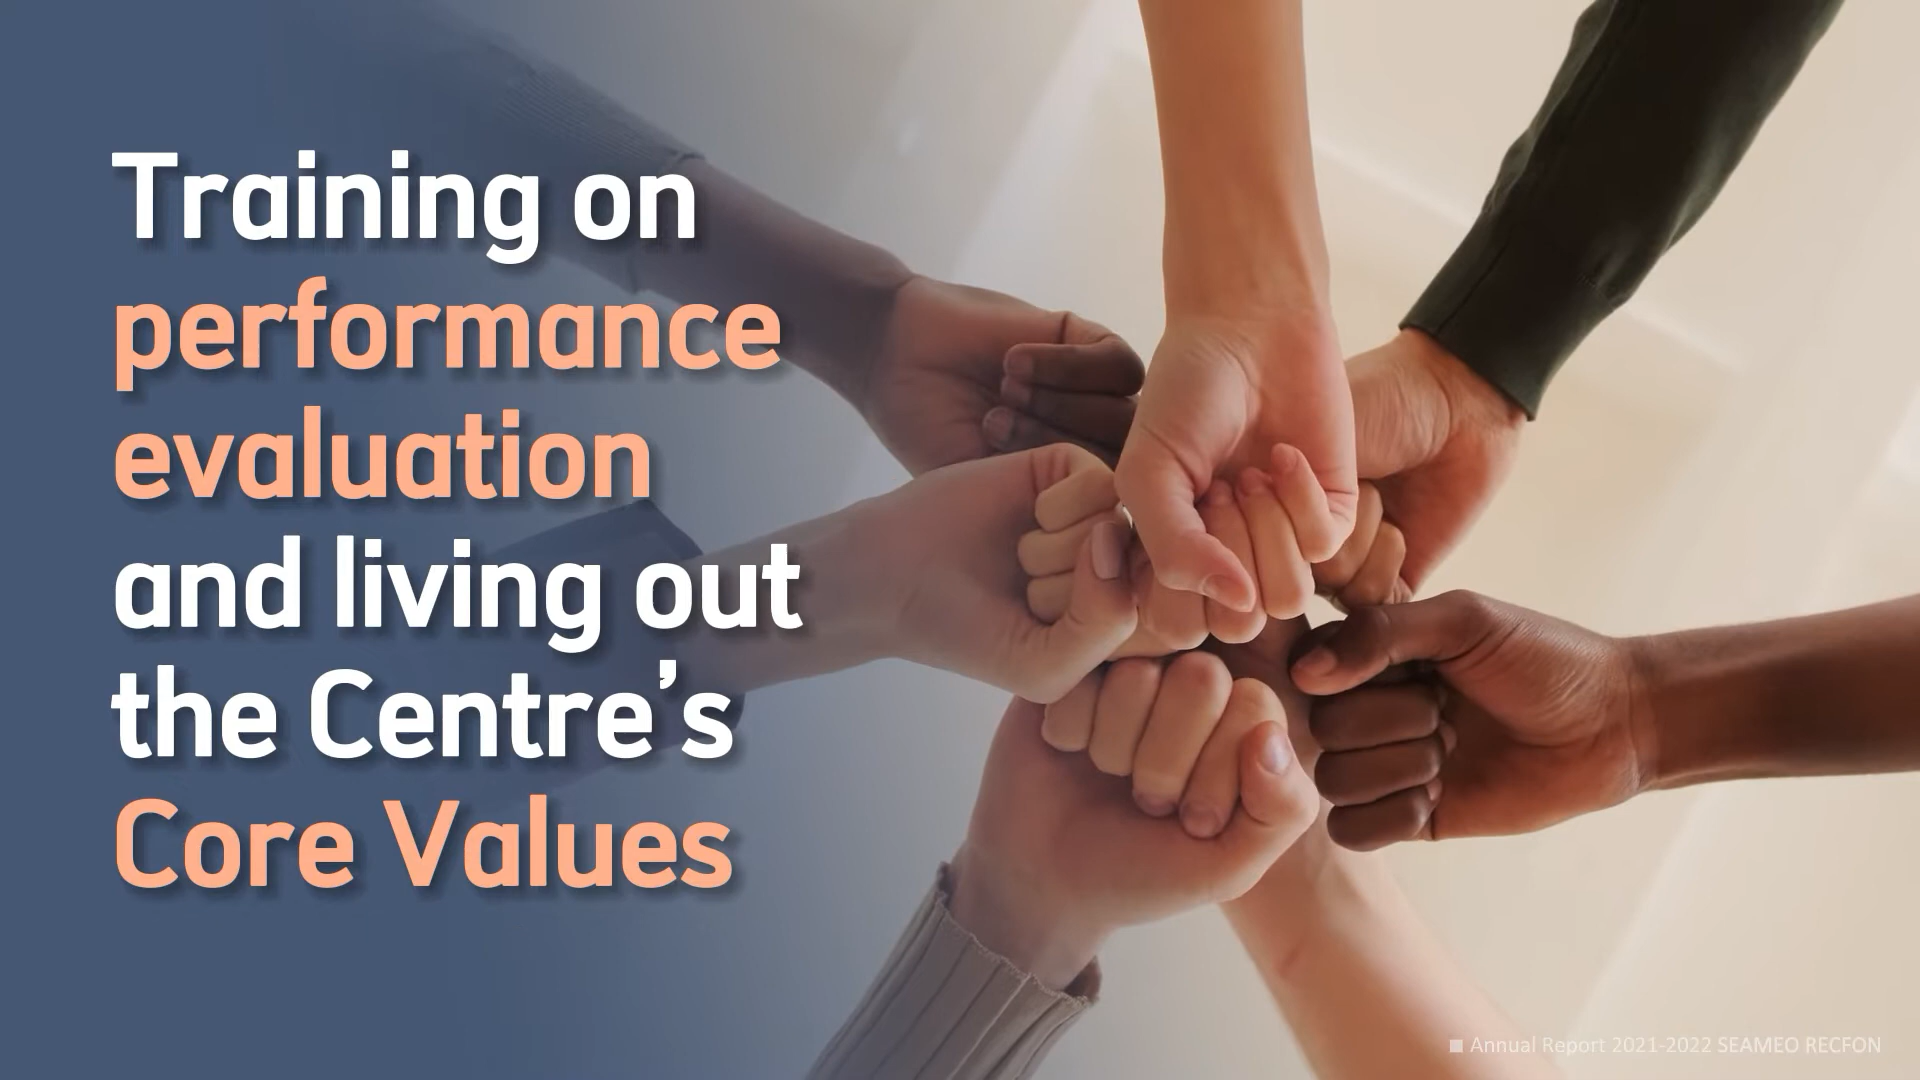 Training on
performance
evaluation
and living out
the Centre’s
Core Values
Annual Report 2021-2022 SEAMEO RECFON